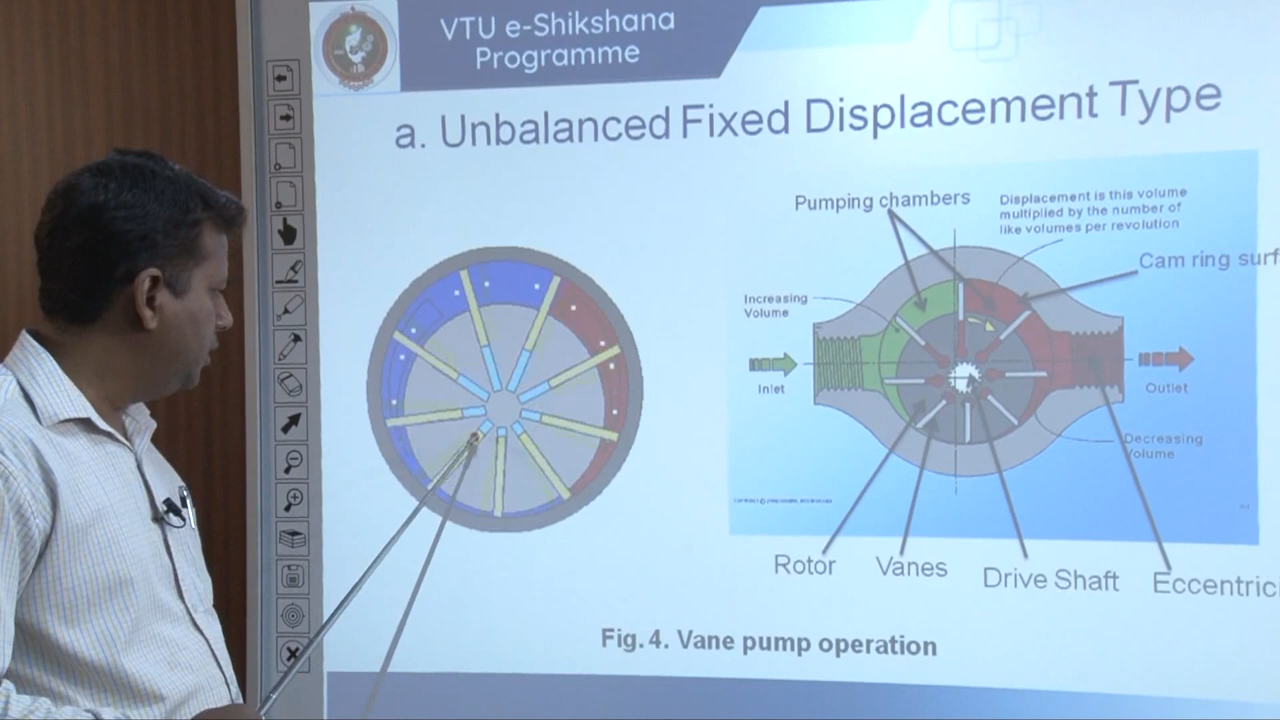 VTU e-Shikshana
Programme
a. Unbalanced Fixed Displacement Type
Pumping chambers
Displacement is this volume
multiplied by the number of
like volumes per revolution
Cam ring surf
Increasing
Volume
Inlet
Outlet
Decreasing
Volume
Rotor
Vanes
Drive Shaft
Eccentric
Fig. 4. Vane pump operation